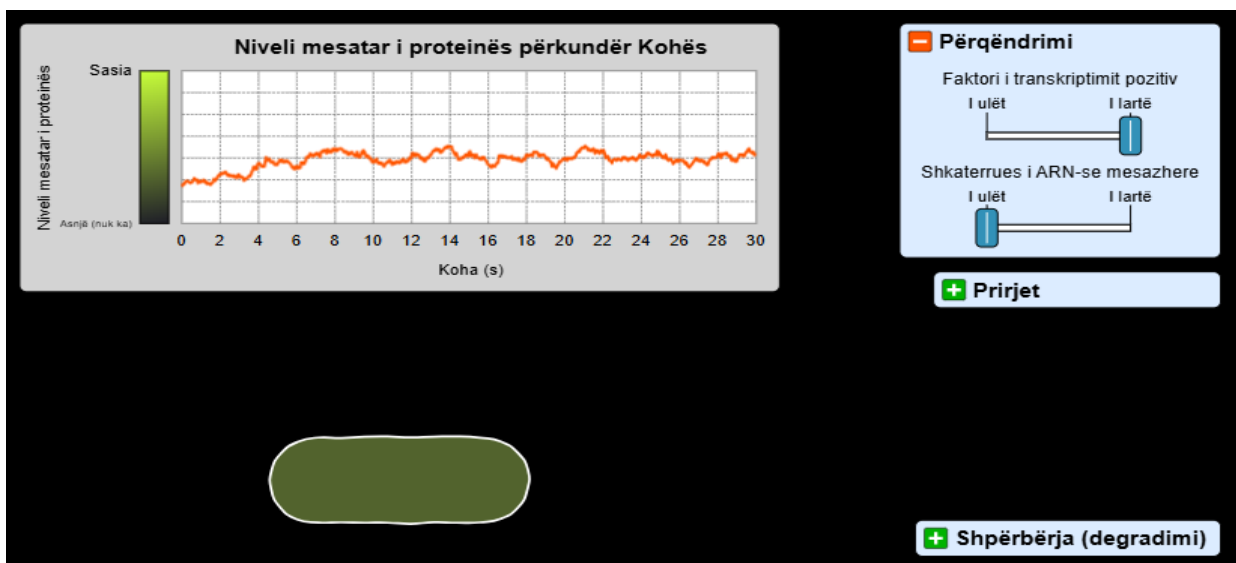 Niveli mesatar i proteinës përkundër Kohës
Niveli mesatar i proteinës
Sasia
Asnjë (nuk ka)
0 2 4 6 8 10 12 14 16 18 20 22 24 26 28 30
Koha (s)
Përqëndrimi
Faktori i transkriptimit pozitiv
I ulët I lartë
Shkaterrues i ARN-se mesazhere
I ulët I lartë
Prirjet
Shpërbërja (degradimi)